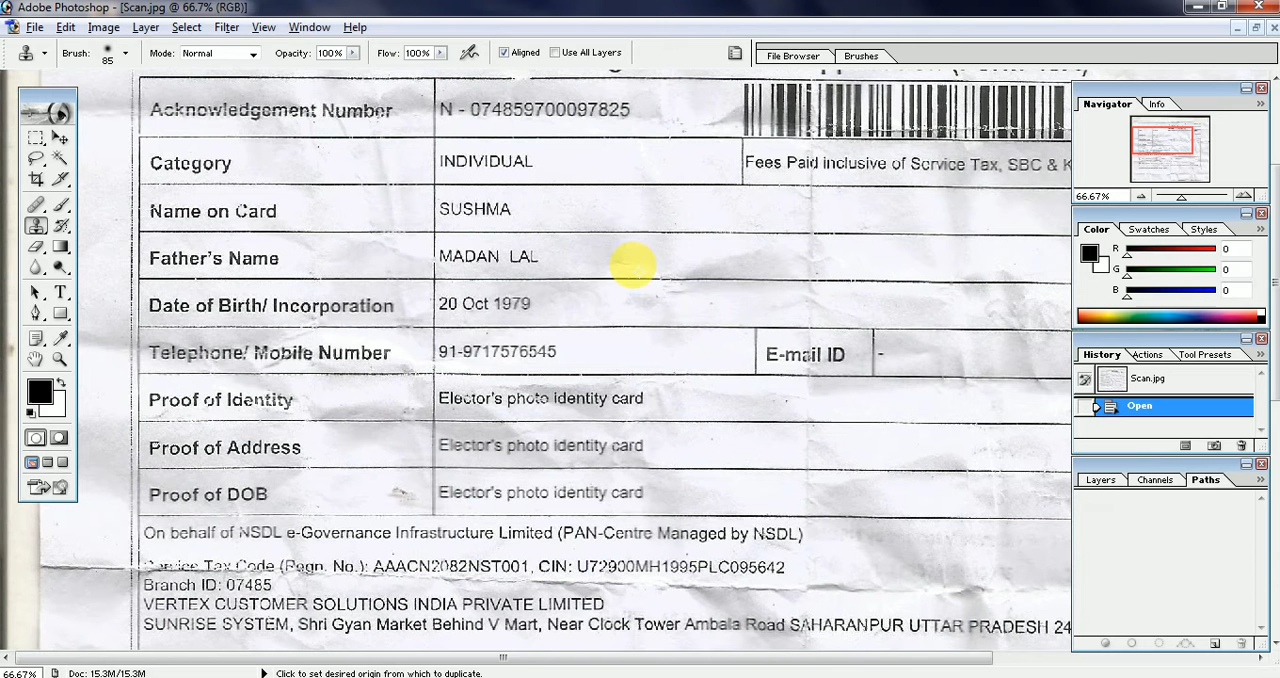 Adobe Photoshop - [Scan.jpg @ 66.7% (RGB)]
File Edit Image Layer Select Filter View Window Help
Brush: 85 Mode: Normal Opacity: 100% Flow: 100% Aligned Use All Layers File Browser Brushes
Acknowledgement Number N - 074859700097825
Category INDIVIDUAL Fees Paid inclusive of Service Tax, SBC & K
Name on Card SUSHMA
Father's Name MADAN LAL
Date of Birth/ Incorporation 20 Oct 1979
Telephone/ Mobile Number 91-9717576545 E-mail ID -
Proof of Identity Elector's photo identity card
Proof of Address Elector's photo identity card
Proof of DOB Elector's photo identity card
On behalf of NSDL e-Governance Infrastructure Limited (PAN-Centre Managed by NSDL)
Service Tax Code (Regn. No.): AAACN2082NST001, CIN: U72900MH1995PLC095642
Branch ID: 07485
VERTEX CUSTOMER SOLUTIONS INDIA PRIVATE LIMITED
SUNRISE SYSTEM, Shri Gyan Market Behind V Mart, Near Clock Tower Ambala Road SAHARANPUR UTTAR PRADESH 24
Navigator Info
66.67%
Color Swatches Styles
R 0
G 0
B 0
History Actions Tool Presets
Scan.jpg
Open
Layers Channels Paths
66.67% Doc: 15.3M/15.3M Click to set desired origin from which to duplicate.